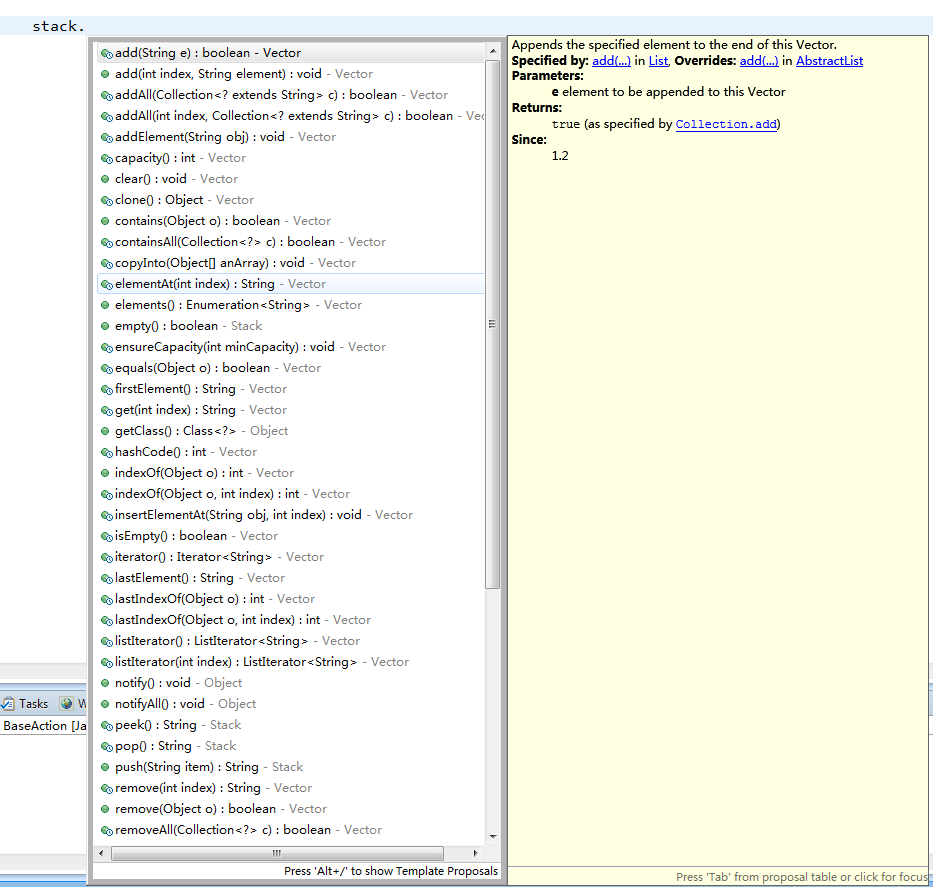 stack.
add(String e) : boolean - Vector
add(int index, String element) : void - Vector
addAll(Collection<? extends String> c) : boolean - Vector
addAll(int index, Collection<? extends String> c) : boolean - Vec
addElement(String obj) : void - Vector
capacity() : int - Vector
clear() : void - Vector
clone() : Object - Vector
contains(Object o) : boolean - Vector
containsAll(Collection<?> c) : boolean - Vector
copyInto(Object[] anArray) : void - Vector
elementAt(int index) : String - Vector
elements() : Enumeration<String> - Vector
empty() : boolean - Stack
ensureCapacity(int minCapacity) : void - Vector
equals(Object o) : boolean - Vector
firstElement() : String - Vector
get(int index) : String - Vector
getClass() : Class<?> - Object
hashCode() : int - Vector
indexOf(Object o) : int - Vector
indexOf(Object o, int index) : int - Vector
insertElementAt(String obj, int index) : void - Vector
isEmpty() : boolean - Vector
iterator() : Iterator<String> - Vector
lastElement() : String - Vector
lastIndexOf(Object o) : int - Vector
lastIndexOf(Object o, int index) : int - Vector
listIterator() : ListIterator<String> - Vector
listIterator(int index) : ListIterator<String> - Vector
notify() : void - Object
notifyAll() : void - Object
peek() : String - Stack
pop() : String - Stack
push(String item) : String - Stack
remove(int index) : String - Vector
remove(Object o) : boolean - Vector
removeAll(Collection<?> c) : boolean - Vector
Press 'Alt+/' to show Template Proposals
Appends the specified element to the end of this Vector.
Specified by: add(...) in List, Overrides: add(...) in AbstractList
Parameters:
e element to be appended to this Vector
Returns:
true (as specified by Collection.add)
Since:
1.2
Press 'Tab' from proposal table or click for focus
Tasks W
BaseAction [Ja